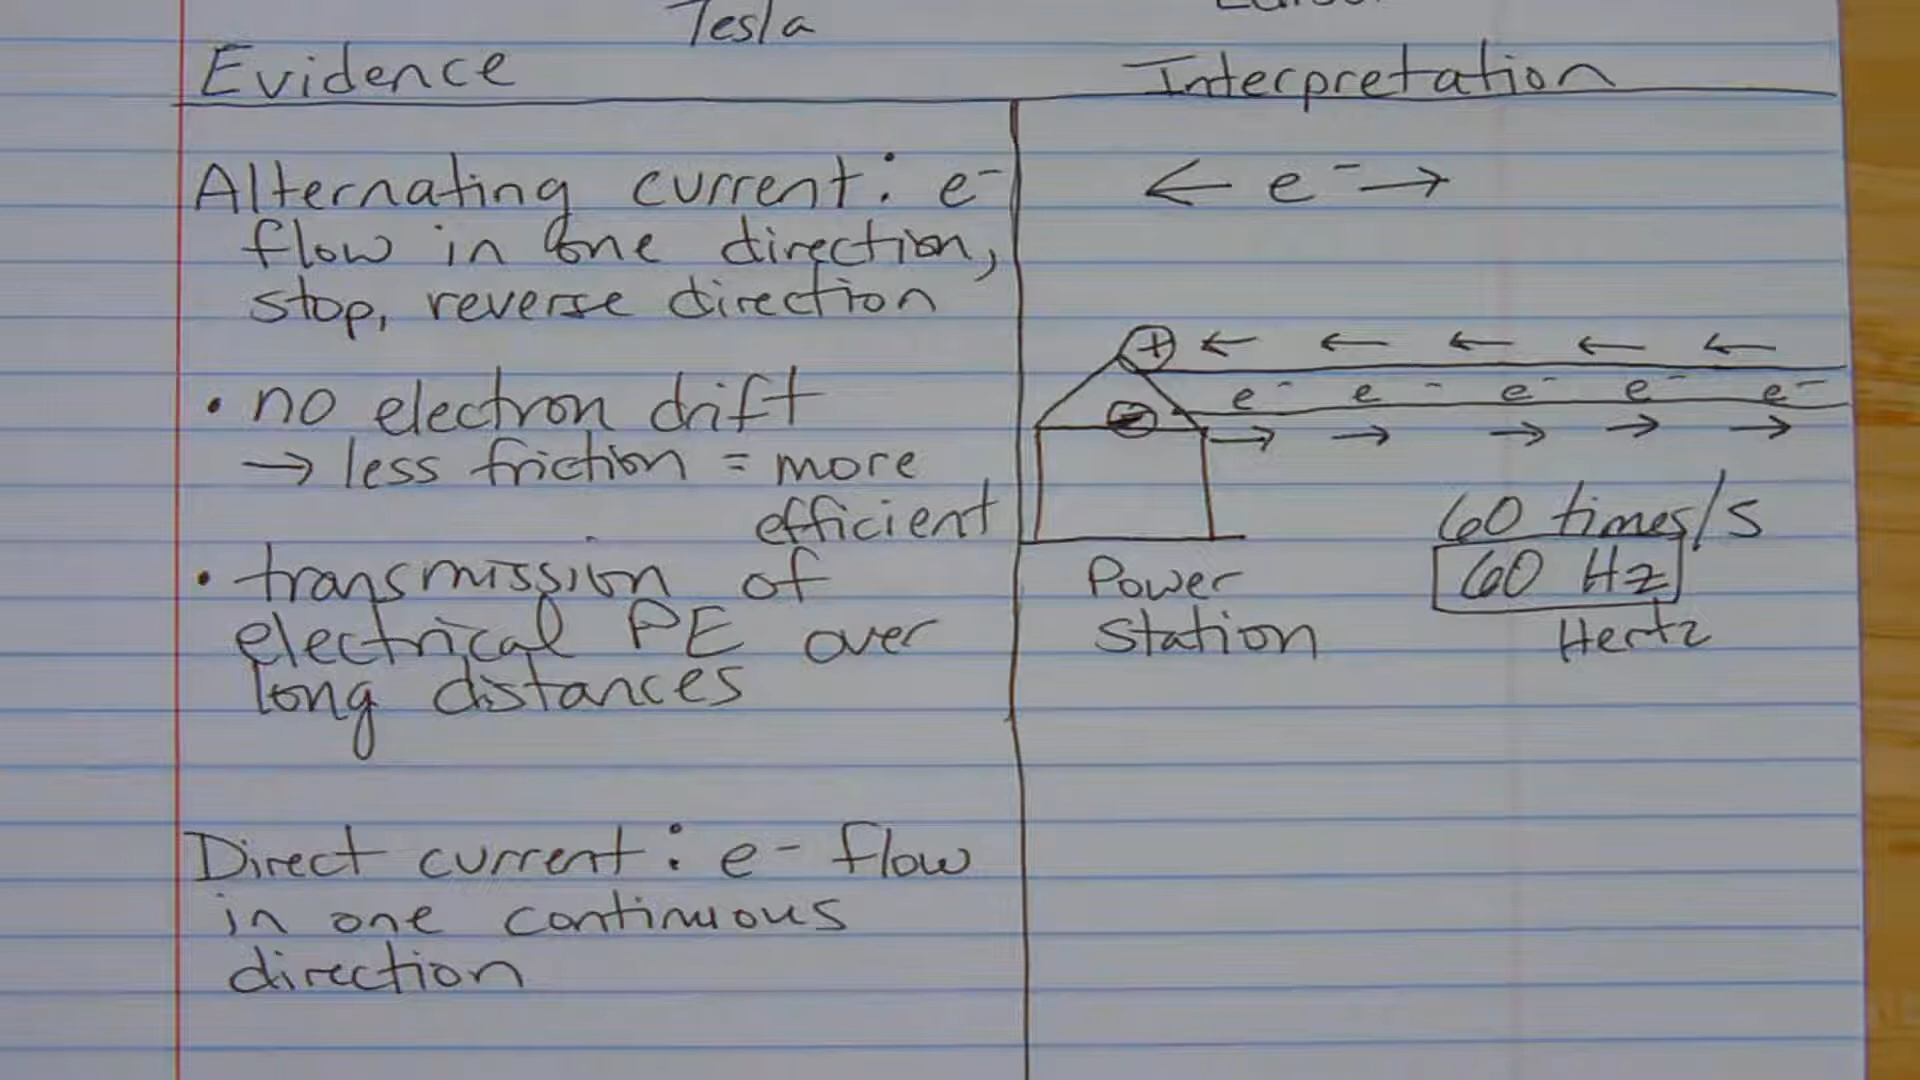 Tesla
Evidence
Interpretation
Alternating current: e-
flow in one direction,
stop, reverse direction
• no electron drift
→ less friction = more
efficient
• transmission of
electrical PE over
long distances
Direct current: e- flow
in one continuous
direction
← e- →
+ ← ← ← ← ←
e- e- e- e- e-
- → → → → →
60 times/s
60 Hz
Hertz
Power
Station